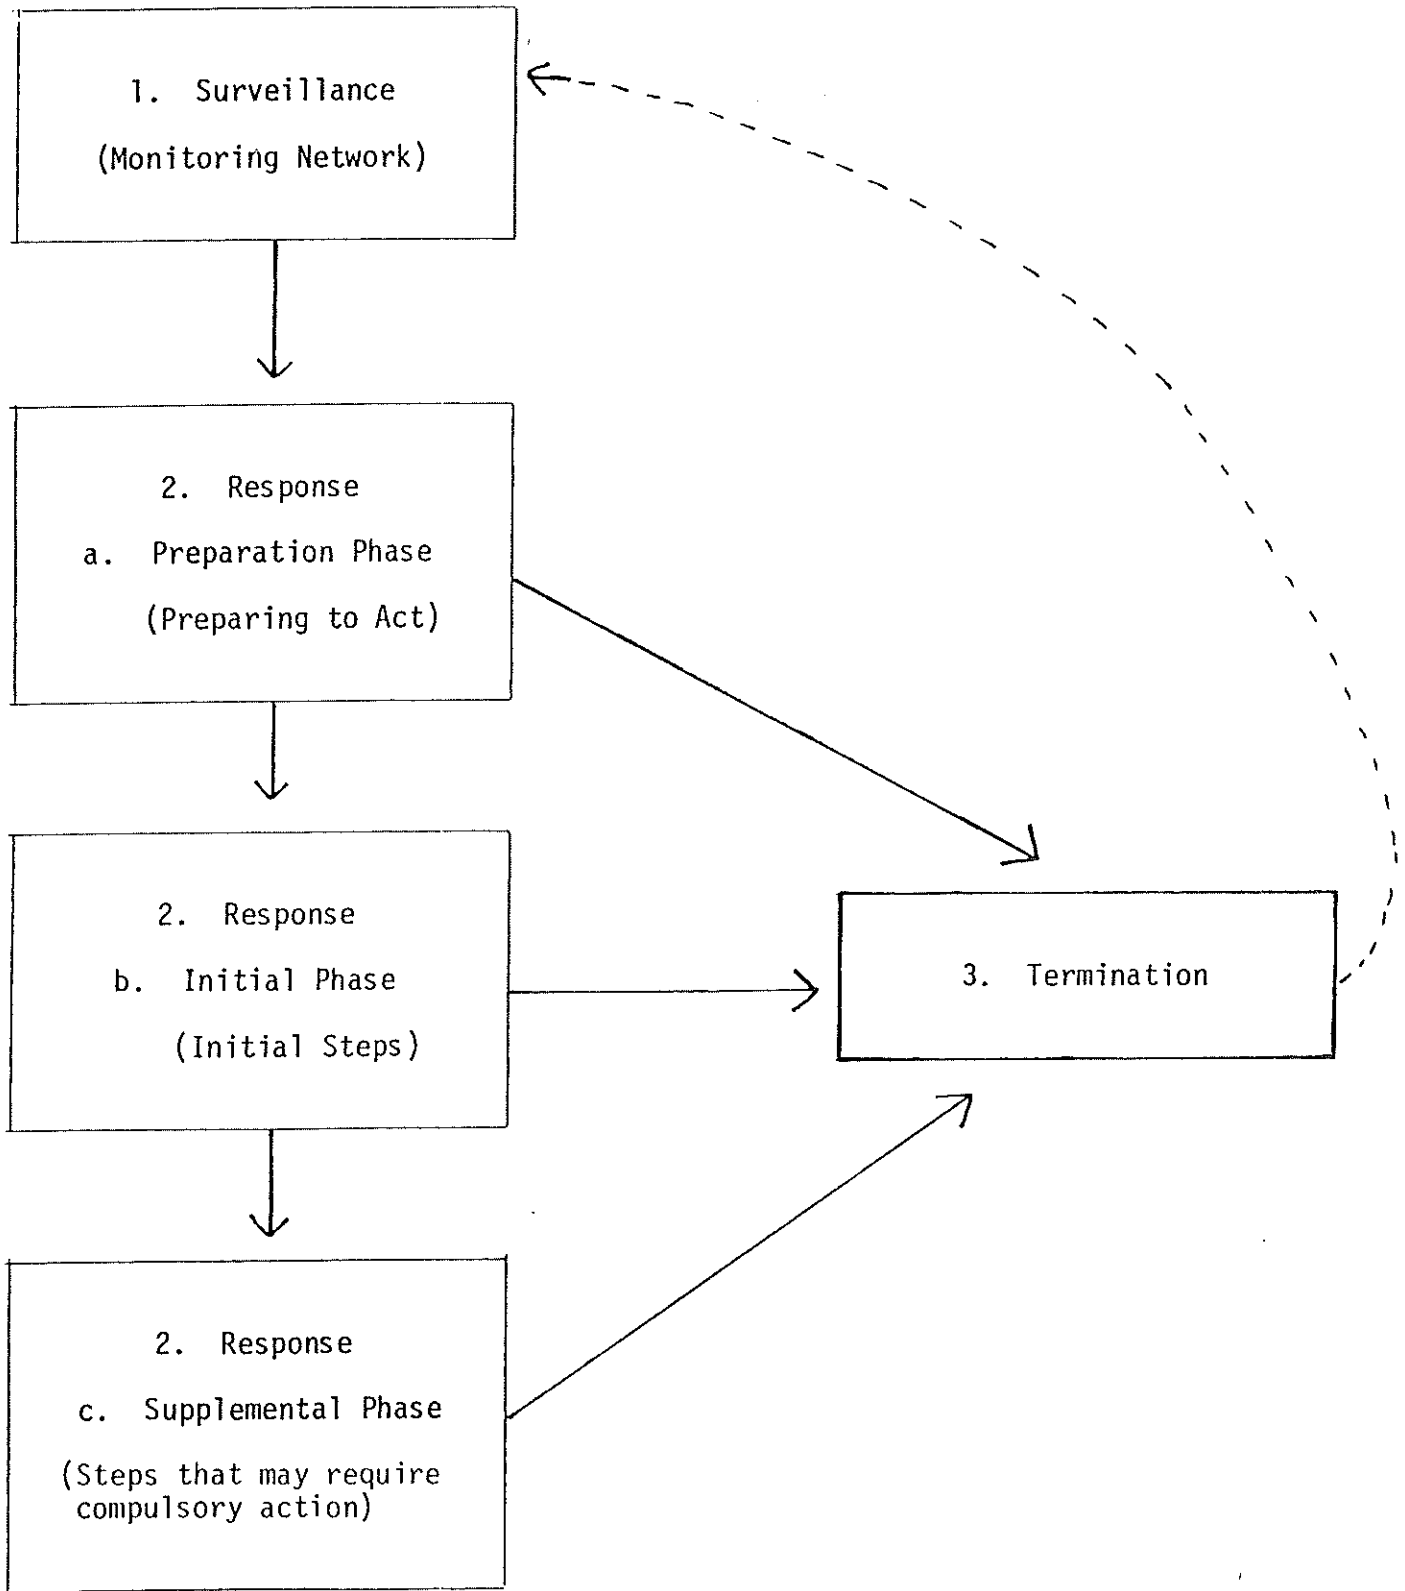 1. Surveillance
(Monitoring Network)
2. Response
a. Preparation Phase
(Preparing to Act)
2. Response
b. Initial Phase
(Initial Steps)
3. Termination
2. Response
c. Supplemental Phase
(Steps that may require
compulsory action)